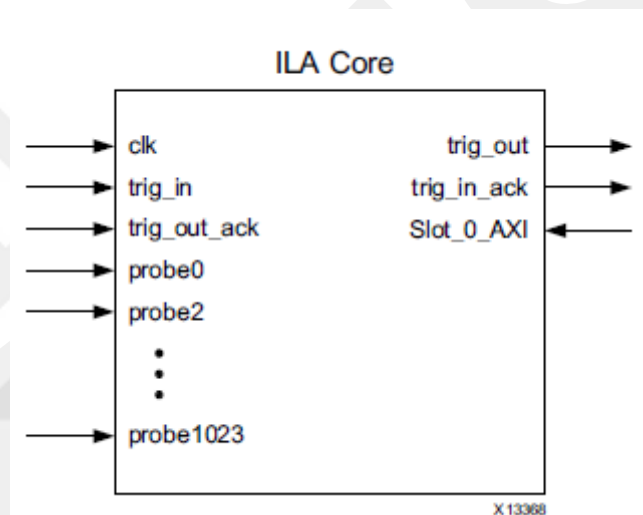 ILA Core
clk
trig_in
trig_out_ack
probe0
probe2
probe1023
trig_out
trig_in_ack
Slot_0_AXI
X13368